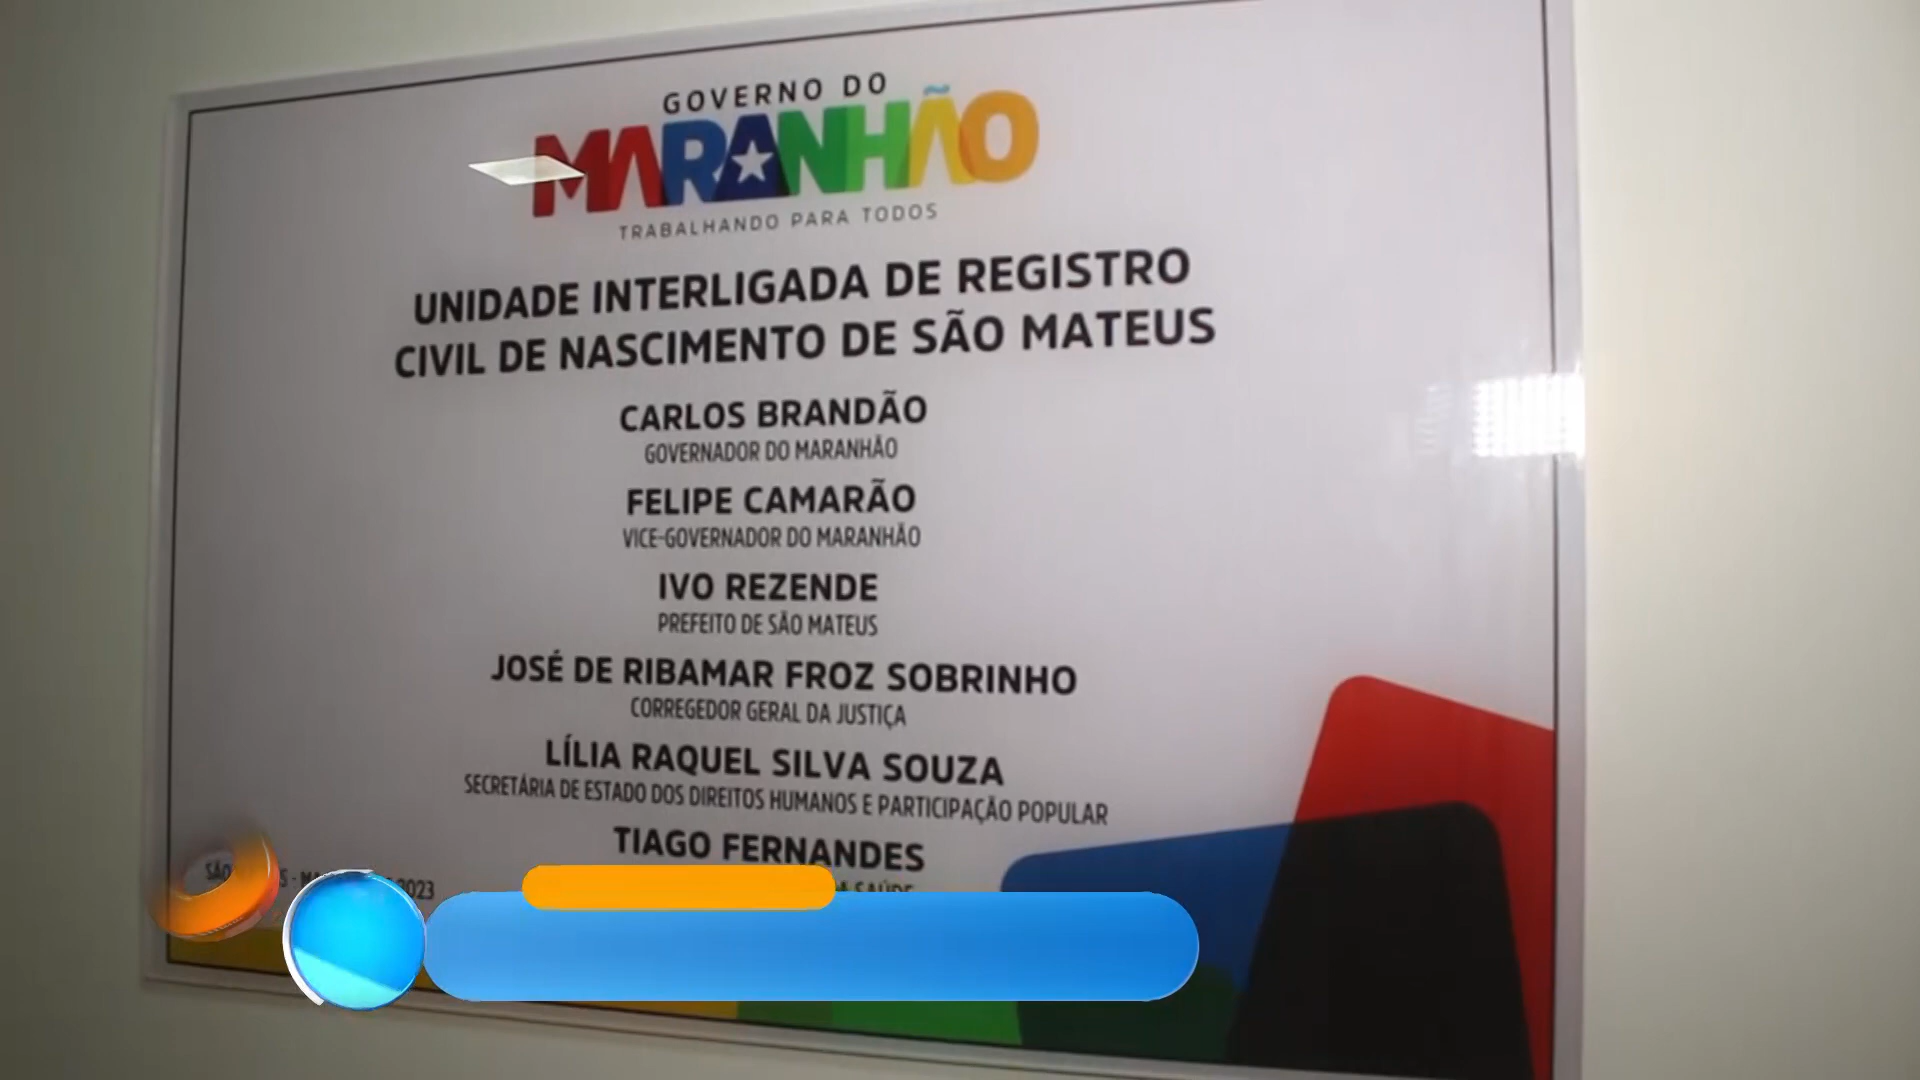 GOVERNO DO
MARANHÃO
TRABALHANDO PARA TODOS
UNIDADE INTERLIGADA DE REGISTRO
CIVIL DE NASCIMENTO DE SÃO MATEUS
CARLOS BRANDÃO
GOVERNADOR DO MARANHÃO
FELIPE CAMARÃO
VICE-GOVERNADOR DO MARANHÃO
IVO REZENDE
PREFEITO DE SÃO MATEUS
JOSÉ DE RIBAMAR FROZ SOBRINHO
CORREGEDOR GERAL DA JUSTIÇA
LÍLIA RAQUEL SILVA SOUZA
SECRETÁRIA DE ESTADO DOS DIREITOS HUMANOS E PARTICIPAÇÃO POPULAR
TIAGO FERNANDES
SAÚDE
SÃO 2023